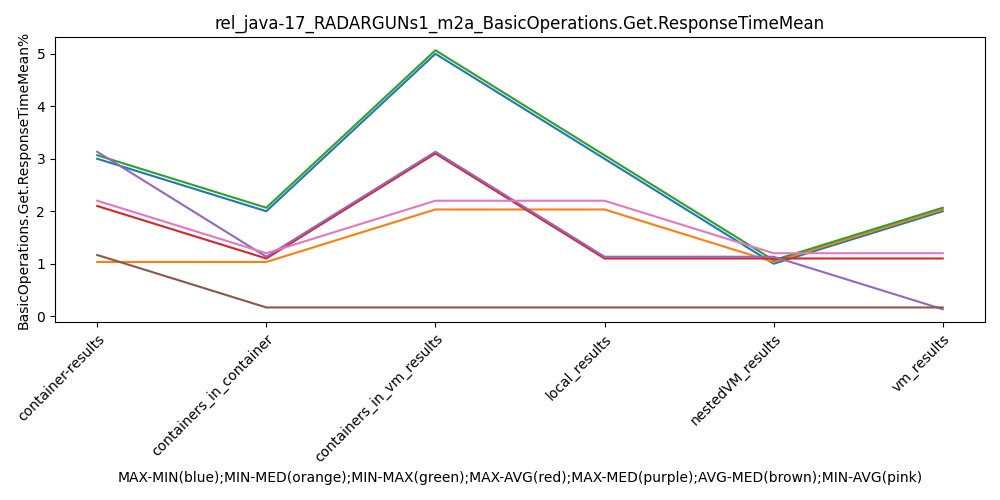 rel_java-17_RADARGUNs1_m2a_BasicOperations.Get.ResponseTimeMean
BasicOperations.Get.ResponseTimeMean%
5
4
3
2
1
0
container-results
containers_in_container
containers_in_vm_results
local_results
nestedVM_results
vm_results
MAX-MIN(blue);MIN-MED(orange);MIN-MAX(green);MAX-AVG(red);MAX-MED(purple);AVG-MED(brown);MIN-AVG(pink)